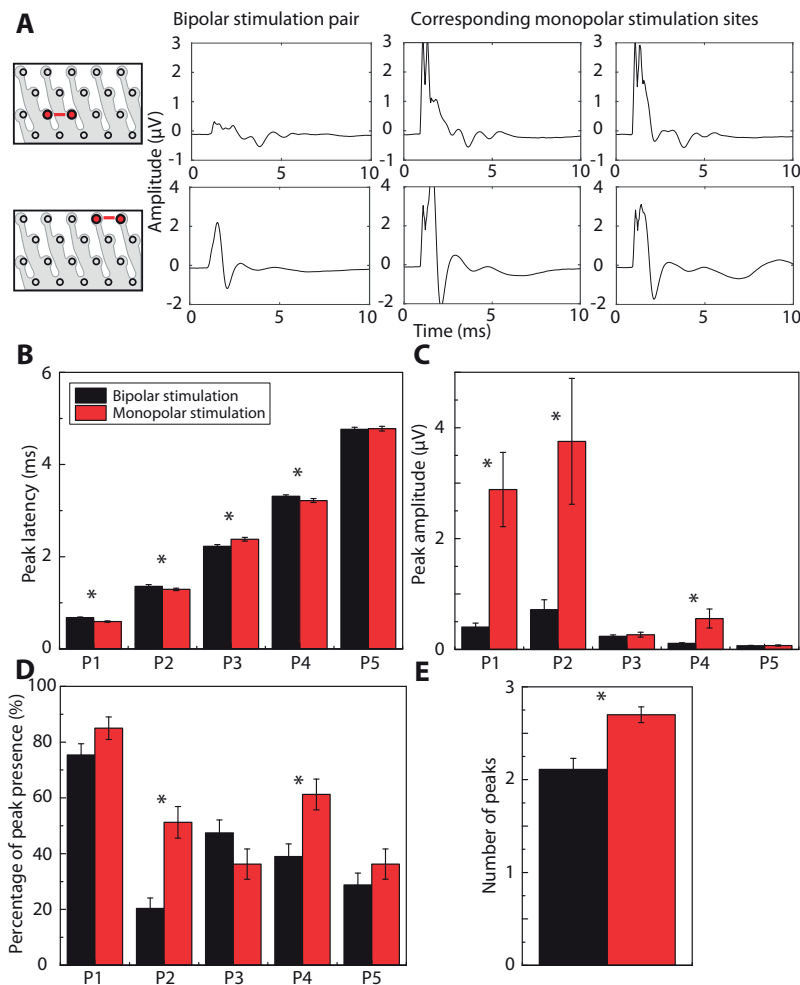 A
Bipolar stimulation pair
Corresponding monopolar stimulation sites
Amplitude (µV)
3
2
1
0
-1
0
5
10
3
2
1
0
-1
0
5
10
3
2
1
0
-1
0
5
10
4
2
0
-2
0
5
10
4
2
0
-2
0
5
10
4
2
0
-2
0
5
10
Time (ms)
B
Peak latency (ms)
6
4
2
0
Bipolar stimulation
Monopolar stimulation
*
*
*
*
P1
P2
P3
P4
P5
C
Peak amplitude (µV)
4
2
0
*
*
*
P1
P2
P3
P4
P5
D
Percentage of peak presence (%)
100
80
60
40
20
0
*
*
P1
P2
P3
P4
P5
E
Number of peaks
3
2
1
0
*